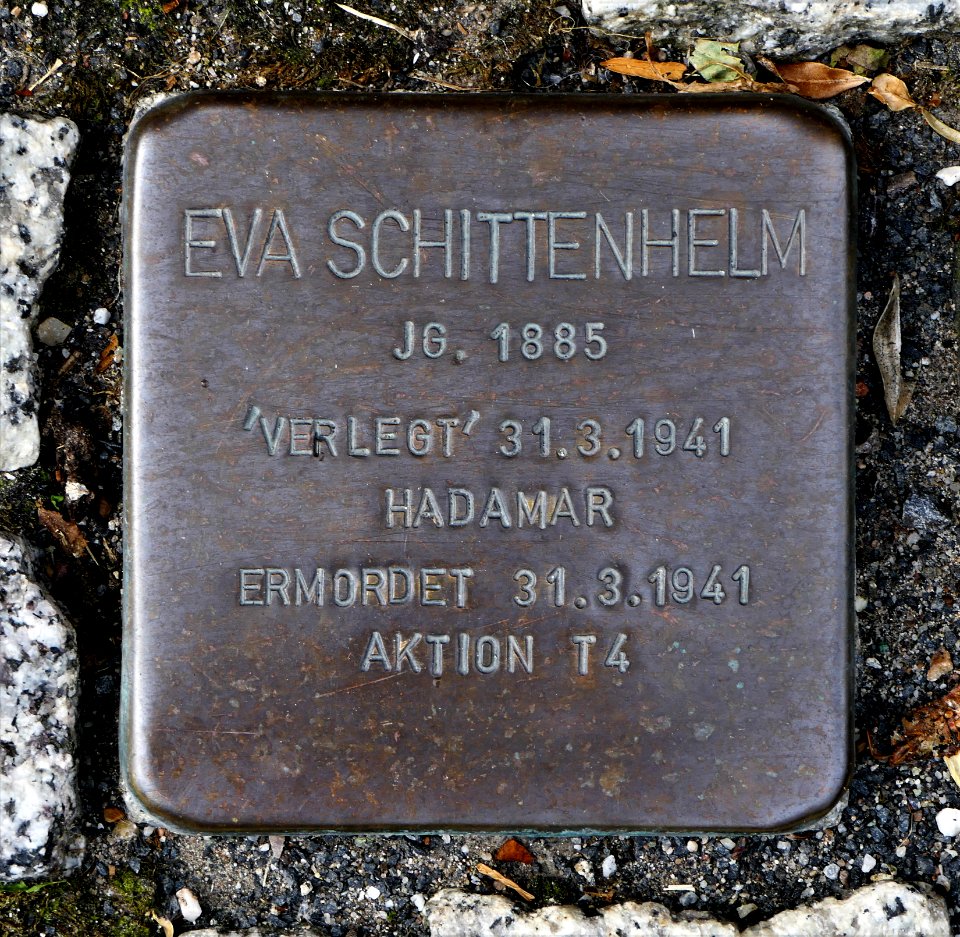 EVA SCHITTENHELM
JG. 1885
'VERLEGT' 31.3.1941
HADAMAR
ERMORDET 31.3.1941
AKTION T4